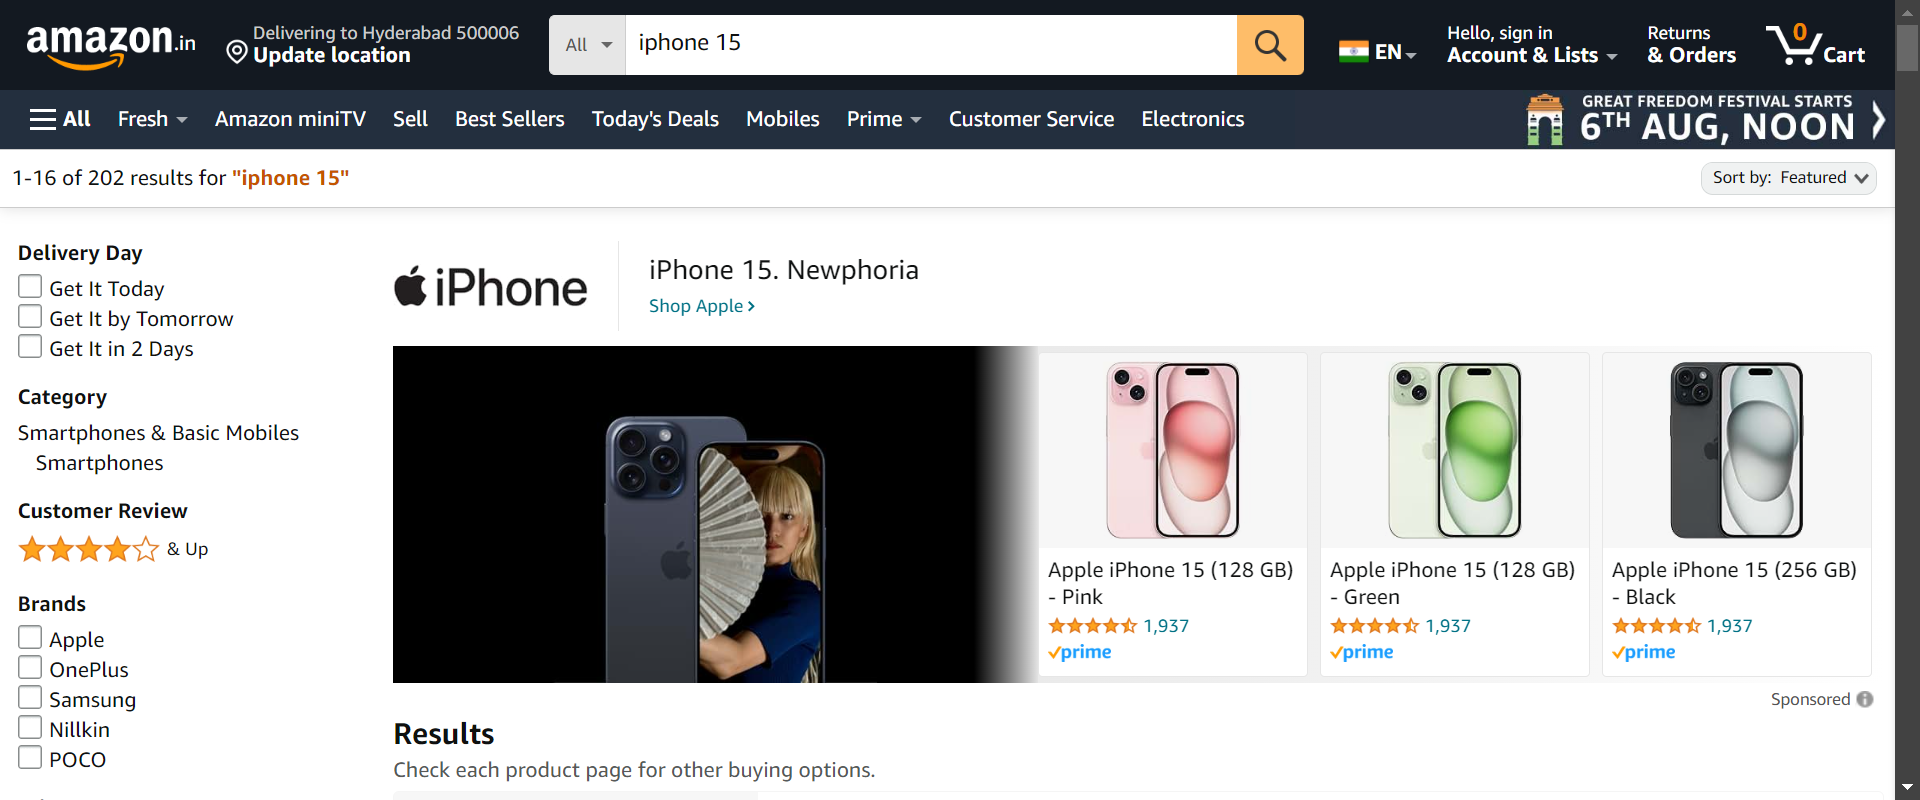 amazon.in
Delivering to Hyderabad 500006
Update location
All
iphone 15
EN
Hello, sign in
Account & Lists
Returns
& Orders
0
Cart
All
Fresh
Amazon miniTV
Sell
Best Sellers
Today's Deals
Mobiles
Prime
Customer Service
Electronics
GREAT FREEDOM FESTIVAL STARTS
6TH AUG, NOON
1-16 of 202 results for "iphone 15"
Sort by: Featured
Delivery Day
Get It Today
Get It by Tomorrow
Get It in 2 Days
Category
Smartphones & Basic Mobiles
Smartphones
Customer Review
& Up
Brands
Apple
OnePlus
Samsung
Nillkin
POCO
iPhone
iPhone 15. Newphoria
Shop Apple
Apple iPhone 15 (128 GB)
- Pink
1,937
prime
Apple iPhone 15 (128 GB)
- Green
1,937
prime
Apple iPhone 15 (256 GB)
- Black
1,937
prime
Sponsored
Results
Check each product page for other buying options.